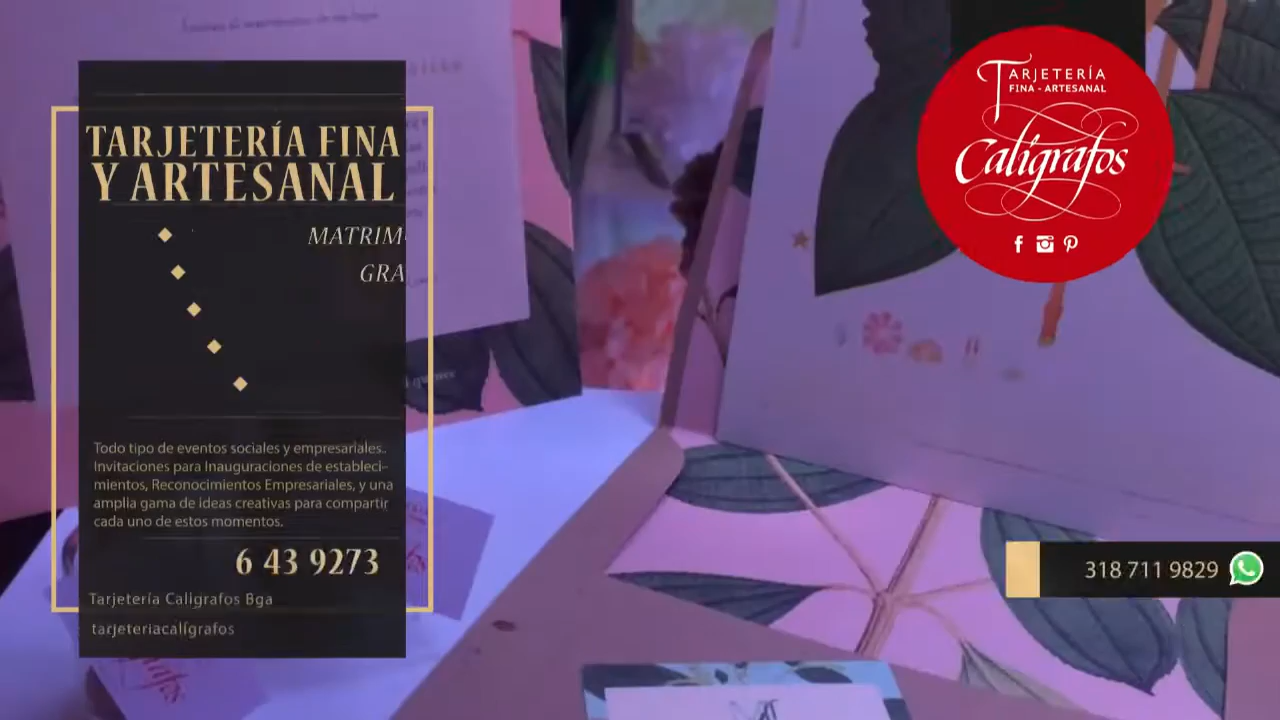 TARJETERÍA FINA
Y ARTESANAL
MATRIM
GRA
Todo tipo de eventos sociales y empresariales..
Invitaciones para Inauguraciones de estableci-
mientos, Reconocimientos Empresariales, y una
amplia gama de ideas creativas para compartir
cada uno de estos momentos.
6 43 9273
Tarjetería Caligrafos Bga
tarjeteriacalígrafos
TARJETERÍA
FINA - ARTESANAL
Calígrafos
318 711 9829